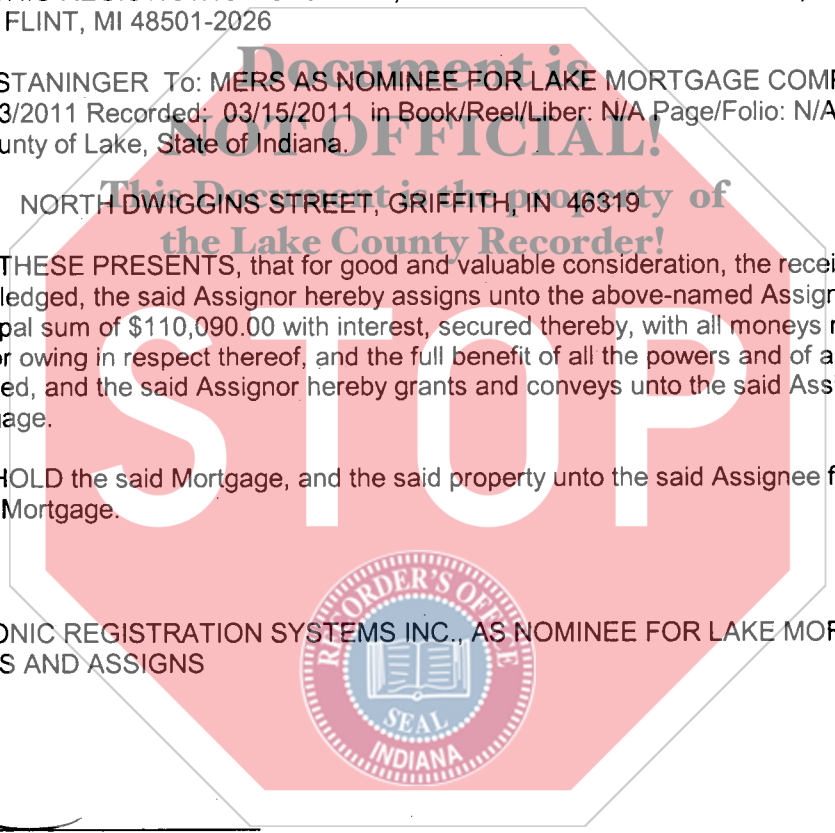 FLINT, MI 48501-2026
Document is
STANINGER To: MERS AS NOMINEE FOR LAKE MORTGAGE COMP
3/2011 Recorded: 03/15/2011 in Book/Reel/Liber: N/A Page/Folio: N/A
unty of Lake, State of Indiana.
NOT OFFICIAL!
This Document is the property of
NORTH DWIGGINS STREET, GRIFFITH, IN 46319
the Lake County Recorder!
THESE PRESENTS, that for good and valuable consideration, the recei
ledged, the said Assignor hereby assigns unto the above-named Assign
pal sum of $110,090.00 with interest, secured thereby, with all moneys
r owing in respect thereof, and the full benefit of all the powers and of a
ed, and the said Assignor hereby grants and conveys unto the said Assi
age.
STOP
HOLD the said Mortgage, and the said property unto the said Assignee f
Mortgage.
RECORDER'S OFFICE
ONIC REGISTRATION SYSTEMS INC., AS NOMINEE FOR LAKE MOR
S AND ASSIGNS
SEAL
INDIANA